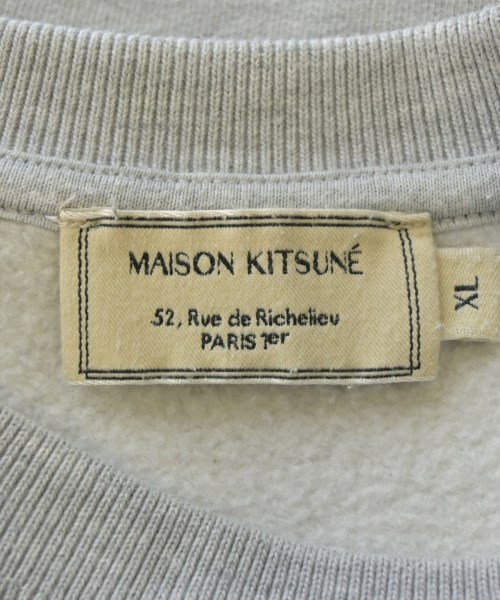 MAISON KITSUNÉ
52, Rue de Richelieu
PARIS 1er
XL